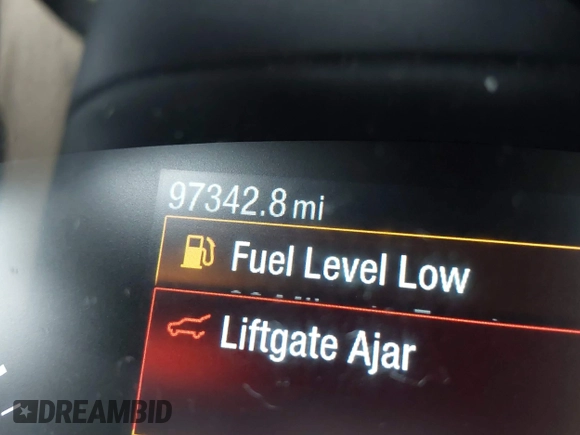 97342.8 mi
Fuel Level Low
Liftgate Ajar
DREAMBID